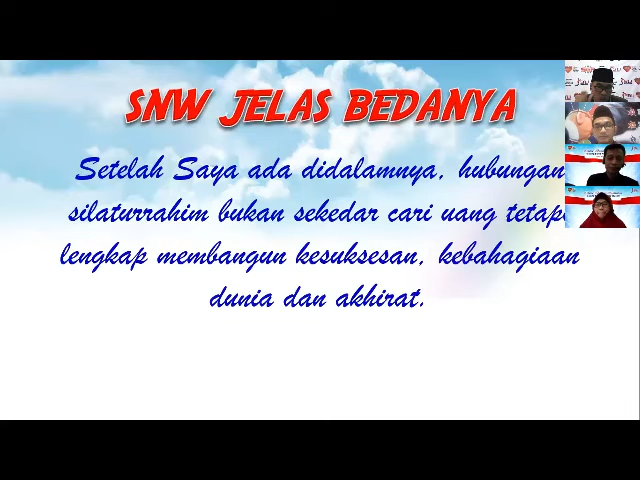 SNW JELAS BEDANYA
Setelah Saya ada didalamnya, hubungan
silaturrahim bukan sekedar cari uang tetap
lengkap membangun kesuksesan, kebahagiaan
dunia dan akhirat.